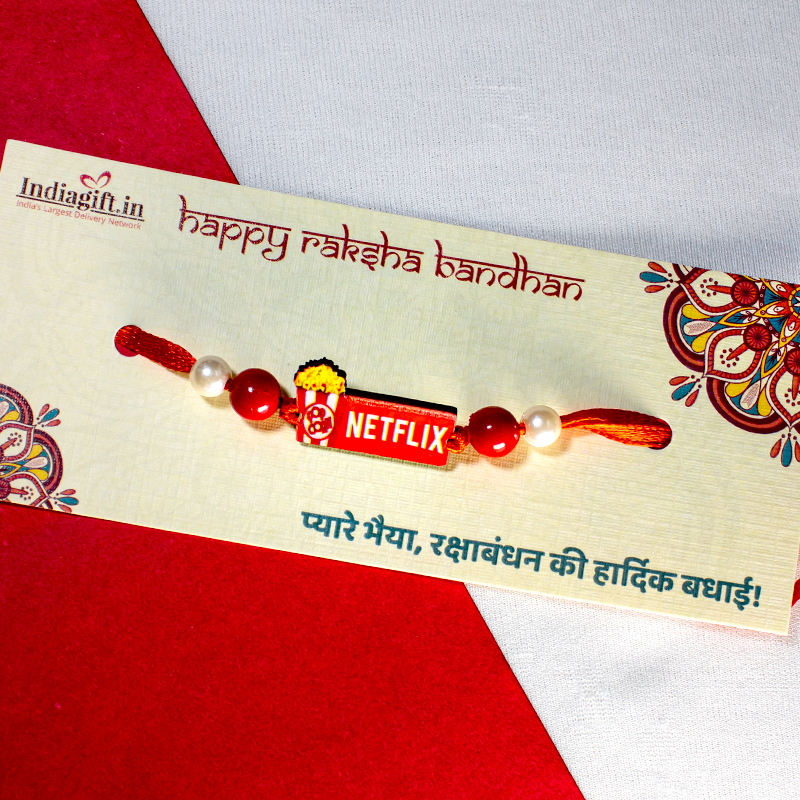 Indiagift.in
India's Largest Delivery Network
happy raksha bandhan
NETFLIX
प्यारे भैया, रक्षाबंधन की हार्दिक बधाई!